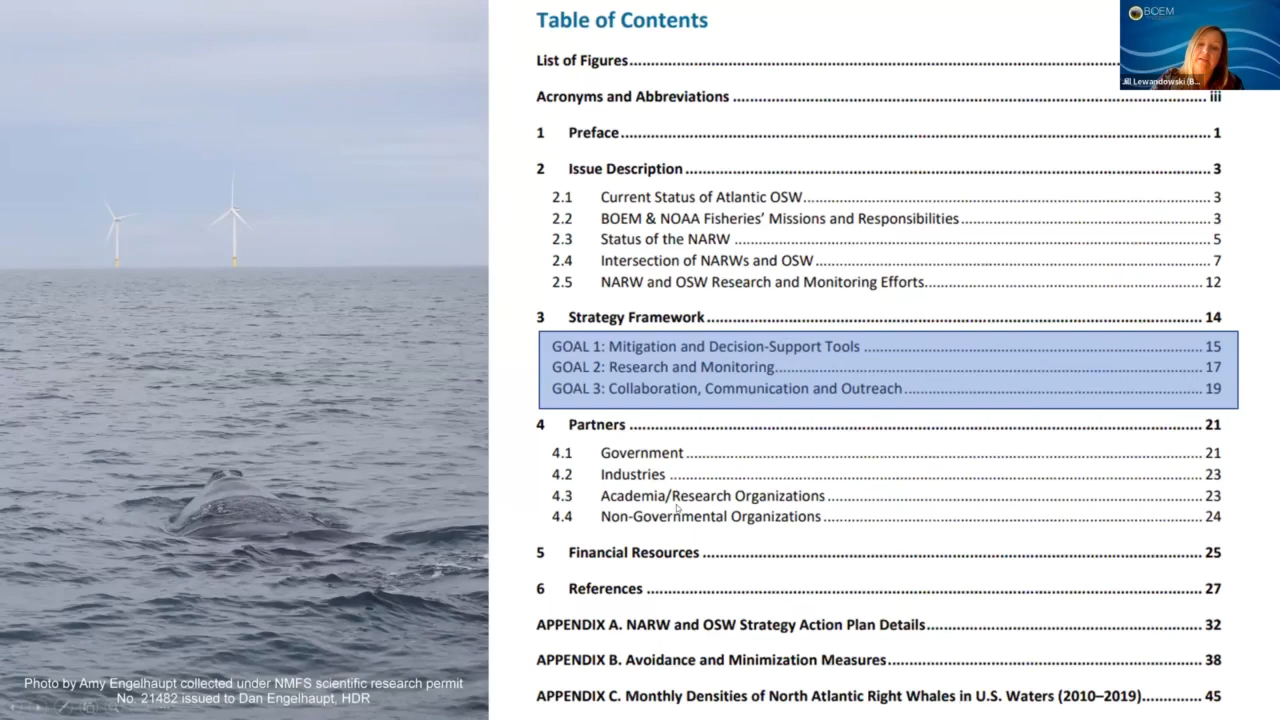 Table of Contents
List of Figures
Acronyms and Abbreviations iii
1 Preface 1
2 Issue Description 3
2.1 Current Status of Atlantic OSW 3
2.2 BOEM & NOAA Fisheries’ Missions and Responsibilities 3
2.3 Status of the NARW 5
2.4 Intersection of NARWs and OSW 7
2.5 NARW and OSW Research and Monitoring Efforts 12
3 Strategy Framework 14
GOAL 1: Mitigation and Decision-Support Tools 15
GOAL 2: Research and Monitoring 17
GOAL 3: Collaboration, Communication and Outreach 19
4 Partners 21
4.1 Government 21
4.2 Industries 23
4.3 Academia/Research Organizations 23
4.4 Non-Governmental Organizations 24
5 Financial Resources 25
6 References 27
APPENDIX A. NARW and OSW Strategy Action Plan Details 32
APPENDIX B. Avoidance and Minimization Measures 38
APPENDIX C. Monthly Densities of North Atlantic Right Whales in U.S. Waters (2010–2019) 45
Photo by Amy Engelhaupt collected under NMFS scientific research permit
No. 21482 issued to Dan Engelhaupt, HDR
BOEM
Jill Lewandowski (B...